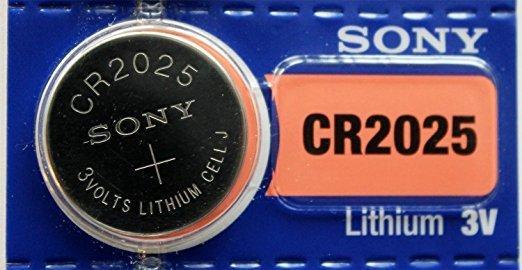 CR2025
SONY
+
3VOLTS LITHIUM CELL J
SONY
CR2025
Lithium 3V